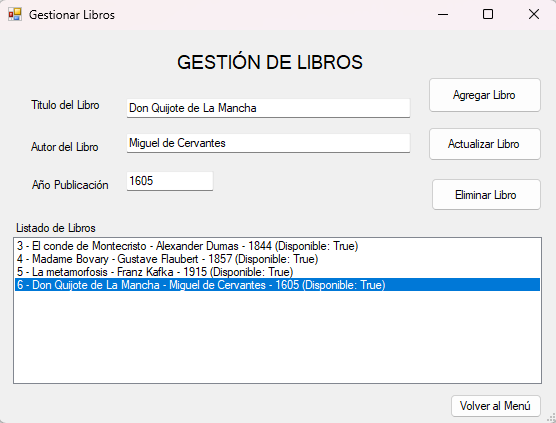 Gestionar Libros
GESTIÓN DE LIBROS
Titulo del Libro
Don Quijote de La Mancha
Agregar Libro
Autor del Libro
Miguel de Cervantes
Actualizar Libro
Año Publicación
1605
Eliminar Libro
Listado de Libros
3 - El conde de Montecristo - Alexander Dumas - 1844 (Disponible: True)
4 - Madame Bovary - Gustave Flaubert - 1857 (Disponible: True)
5 - La metamorfosis - Franz Kafka - 1915 (Disponible: True)
6 - Don Quijote de La Mancha - Miguel de Cervantes - 1605 (Disponible: True)
Volver al Menú